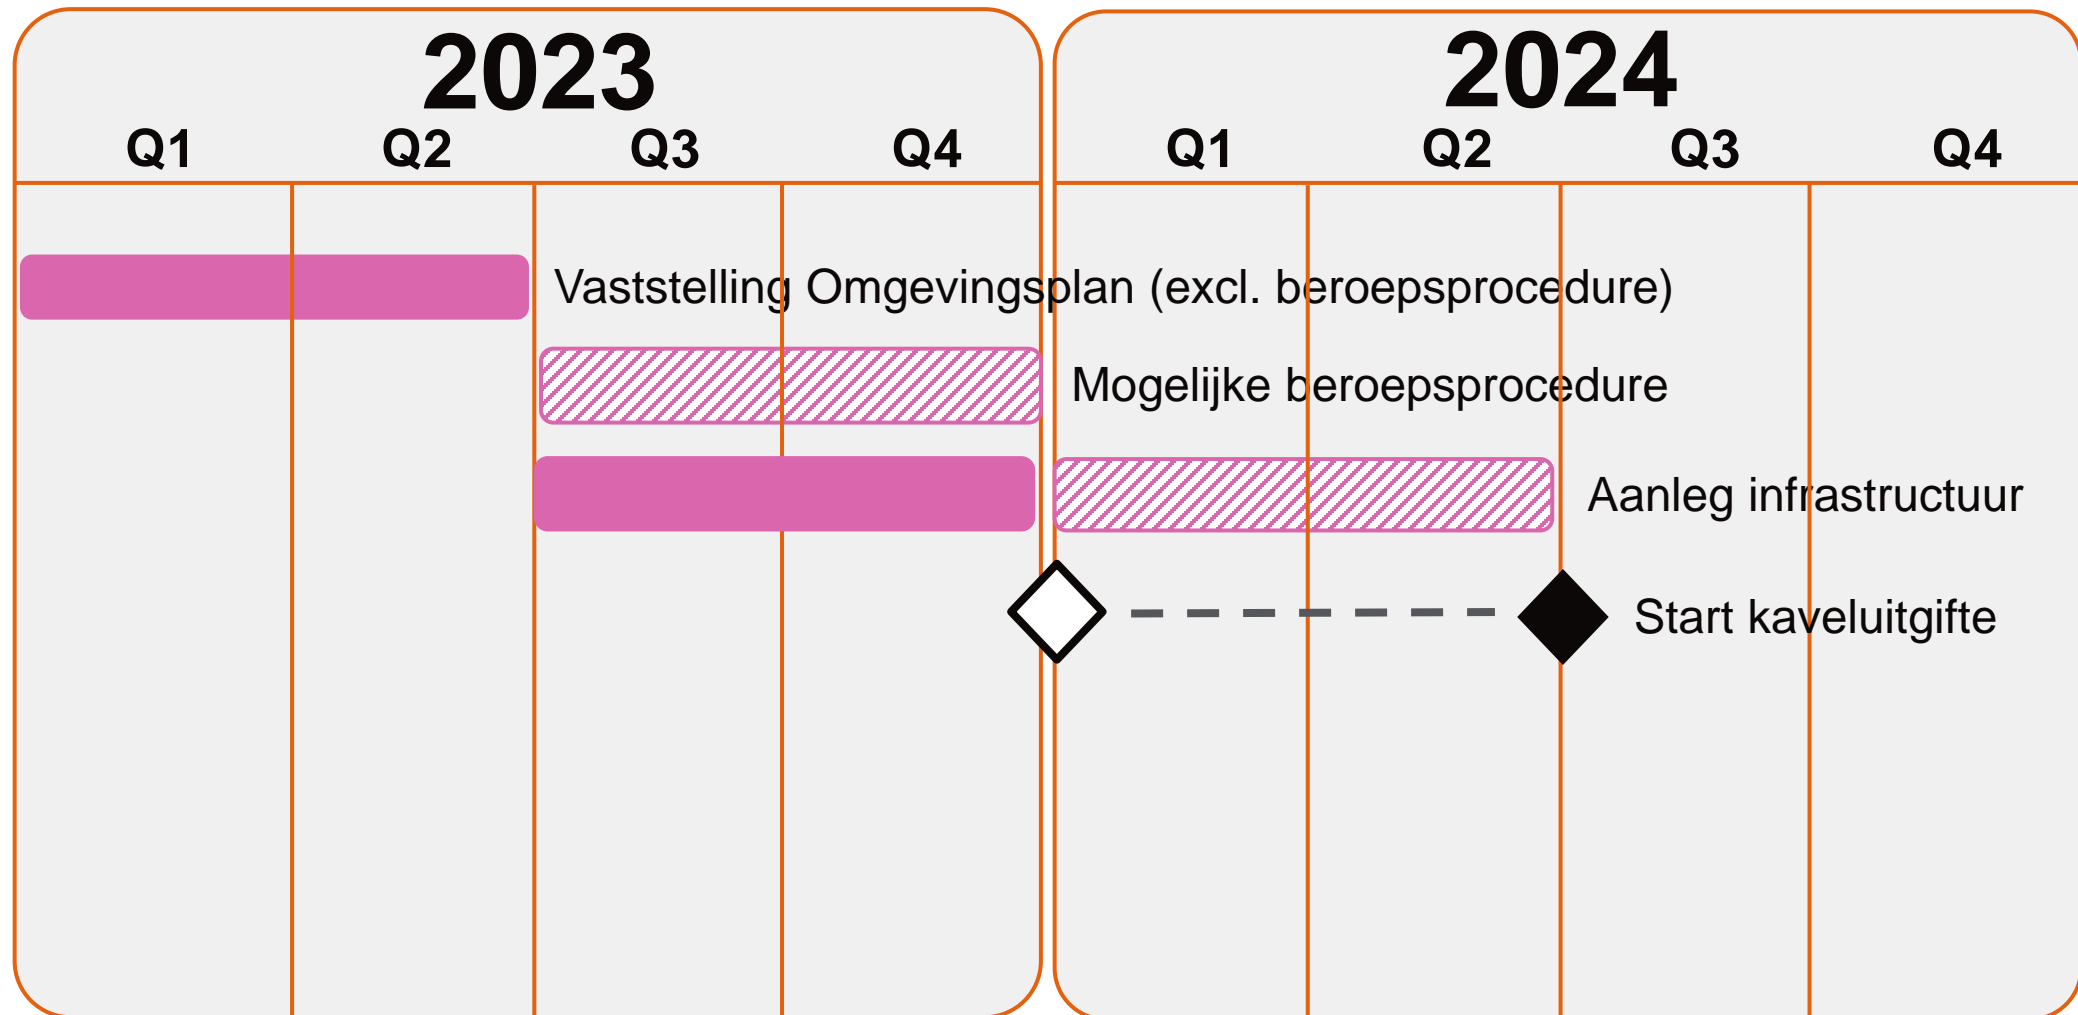 2023
2024
Q1 Q2 Q3 Q4
Q1 Q2 Q3 Q4
Vaststelling Omgevingsplan (excl. beroepsprocedure)
Mogelijke beroepsprocedure
Aanleg infrastructuur
Start kaveluitgifte